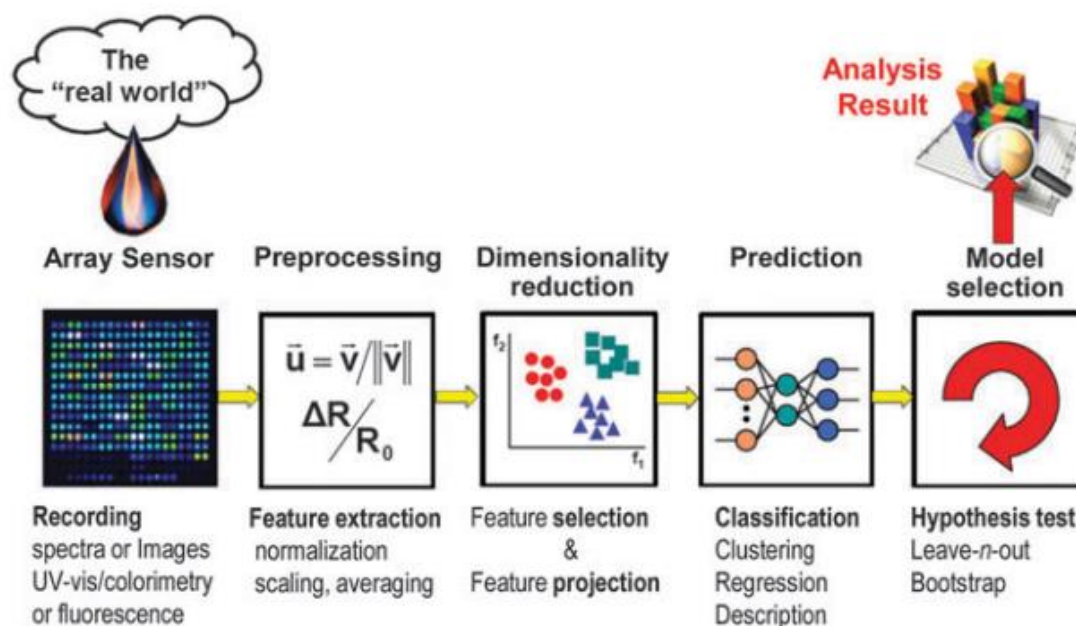 The
“real world”
Analysis
Result
Array Sensor
Preprocessing
Dimensionality
reduction
Prediction
Model
selection
u⃗ = v⃗/‖v⃗‖
ΔR/R₀
f₂
f₁
Recording
spectra or Images
UV-vis/colorimetry
or fluorescence
Feature extraction
normalization
scaling, averaging
Feature selection
&
Feature projection
Classification
Clustering
Regression
Description
Hypothesis test
Leave-n-out
Bootstrap